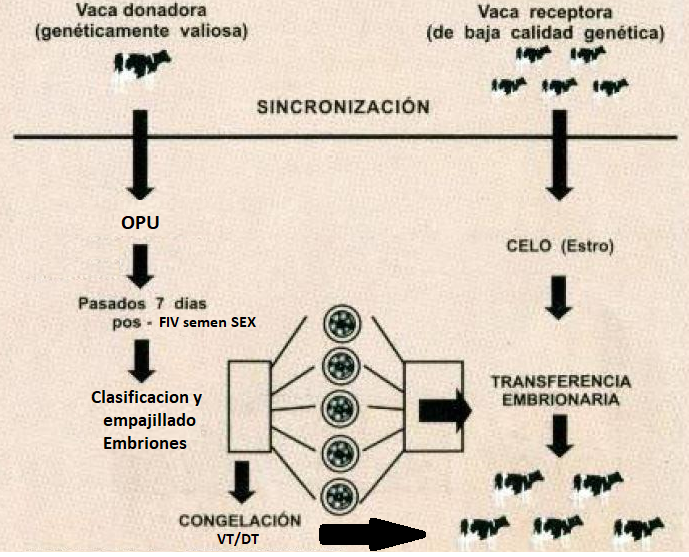 Vaca donadora
(genéticamente valiosa)
Vaca receptora
(de baja calidad genética)
SINCRONIZACIÓN
OPU
CELO (Estro)
Pasados 7 días
pos - FIV semen SEX
Clasificacion y
empajillado
Embriones
TRANSFERENCIA
EMBRIONARIA
CONGELACIÓN
VT/DT